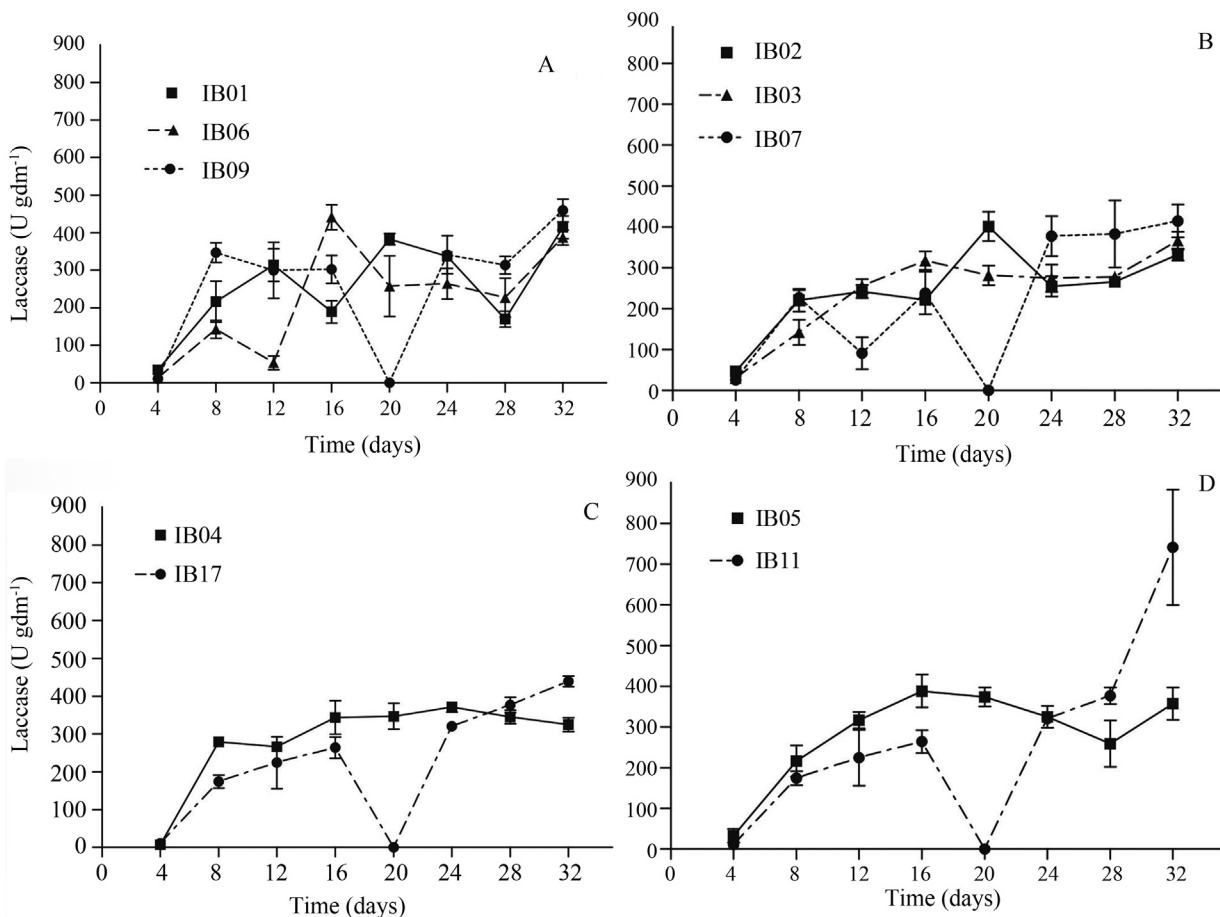 A
900
800
700
600
500
400
300
200
100
0
Laccase (U gdm-1)
IB01
IB06
IB09
0 4 8 12 16 20 24 28 32
Time (days)
B
900
800
700
600
500
400
300
200
100
0
IB02
IB03
IB07
0 4 8 12 16 20 24 28 32
Time (days)
C
900
800
700
600
500
400
300
200
100
0
Laccase (U gdm-1)
IB04
IB17
0 4 8 12 16 20 24 28 32
Time (days)
D
900
800
700
600
500
400
300
200
100
0
IB05
IB11
0 4 8 12 16 20 24 28 32
Time (days)